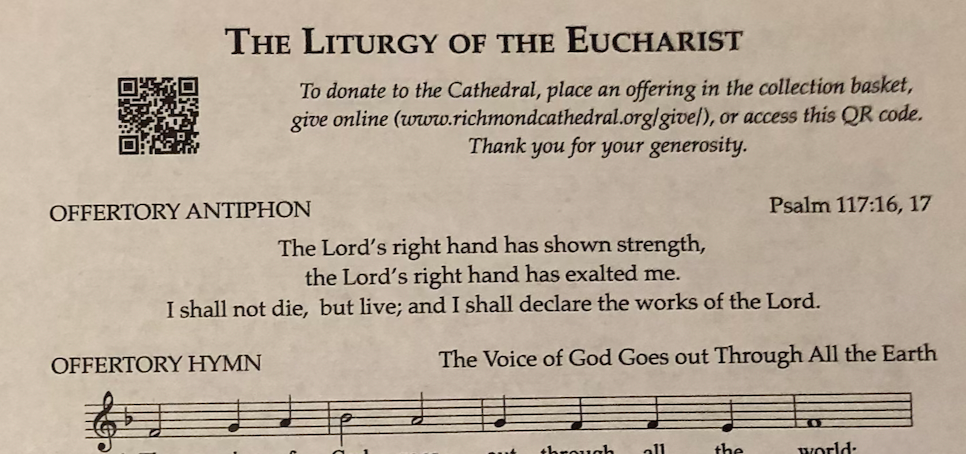 THE LITURGY OF THE EUCHARIST
To donate to the Cathedral, place an offering in the collection basket,
give online (www.richmondcathedral.org/give/), or access this QR code.
Thank you for your generosity.
OFFERTORY ANTIPHON Psalm 117:16, 17
The Lord's right hand has shown strength,
the Lord's right hand has exalted me.
I shall not die, but live; and I shall declare the works of the Lord.
OFFERTORY HYMN The Voice of God Goes out Through All the Earth
through all the world: